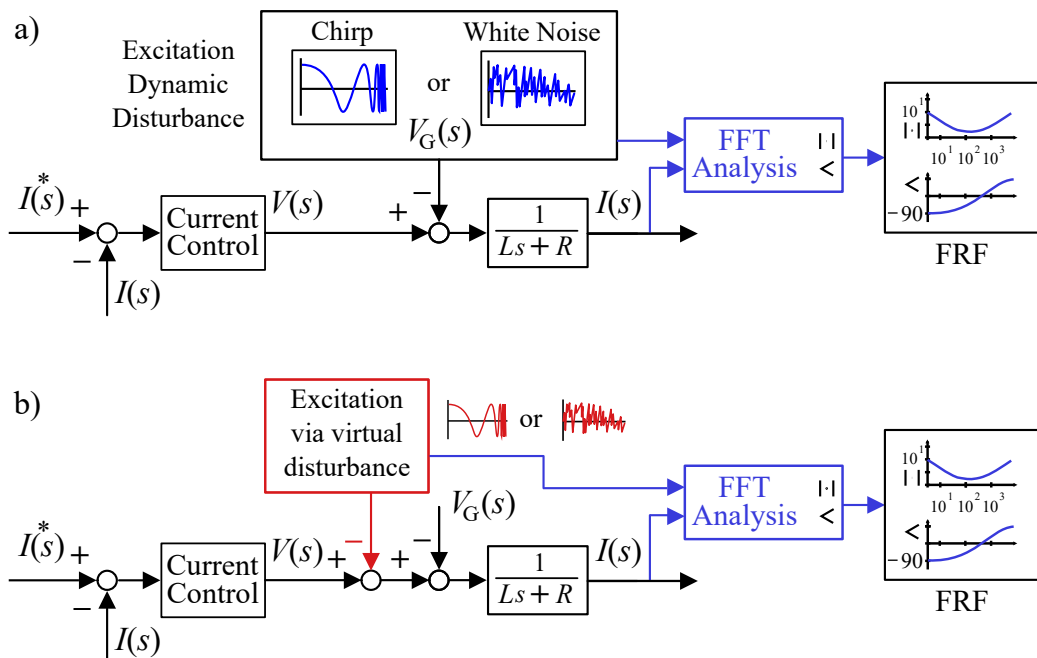 a)
Excitation
Dynamic
Disturbance
Chirp
or
White Noise
V_G(s)
I(s)*
+
−
I(s)
Current
Control
V(s)
+
−
1
Ls + R
I(s)
FFT
Analysis
|·|
<
10^1
|·|
10^1 10^2 10^3
<
−90
FRF
b)
Excitation
via virtual
disturbance
or
V_G(s)
I(s)*
+
−
I(s)
Current
Control
V(s)
+
−
+
−
1
Ls + R
I(s)
FFT
Analysis
|·|
<
10^1
| |
10^1 10^2 10^3
<
−90
FRF